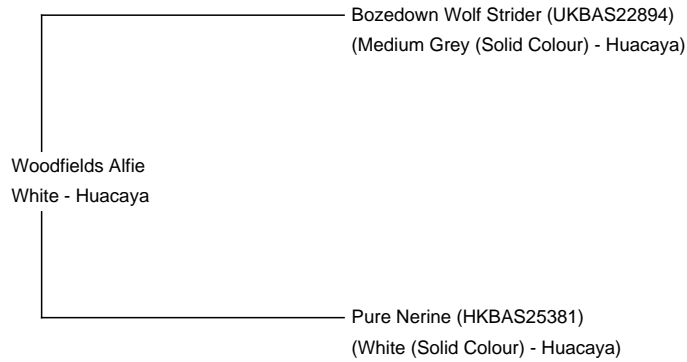 Bozedown Wolf Strider (UKBAS22894)
(Medium Grey (Solid Colour) - Huacaya)
Woodfields Alfie
White - Huacaya
Pure Nerine (HKBAS25381)
(White (Solid Colour) - Huacaya)